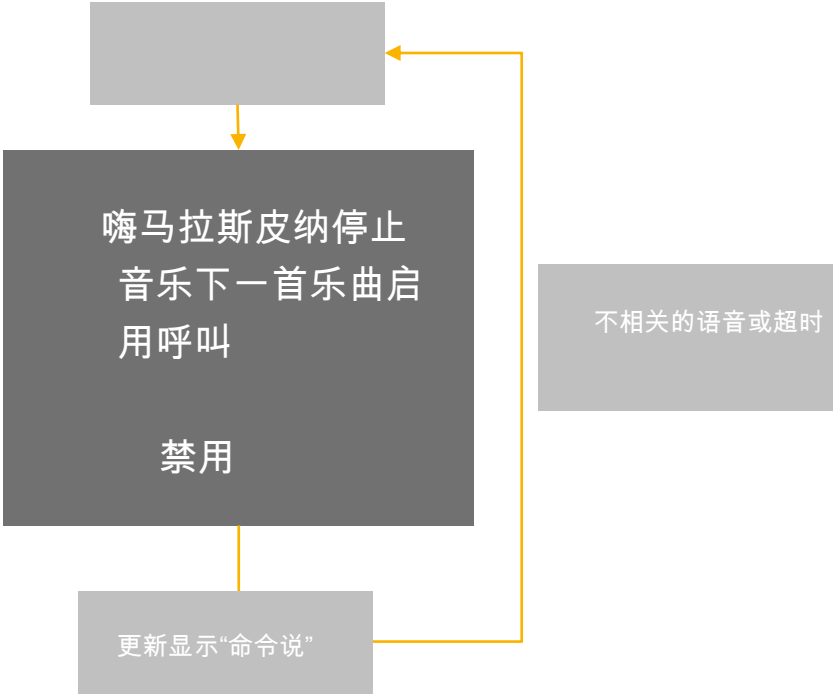 嗨马拉斯皮纳停止
音乐下一首乐曲启
用呼叫
禁用
不相关的语音或超时
更新显示“命令说”